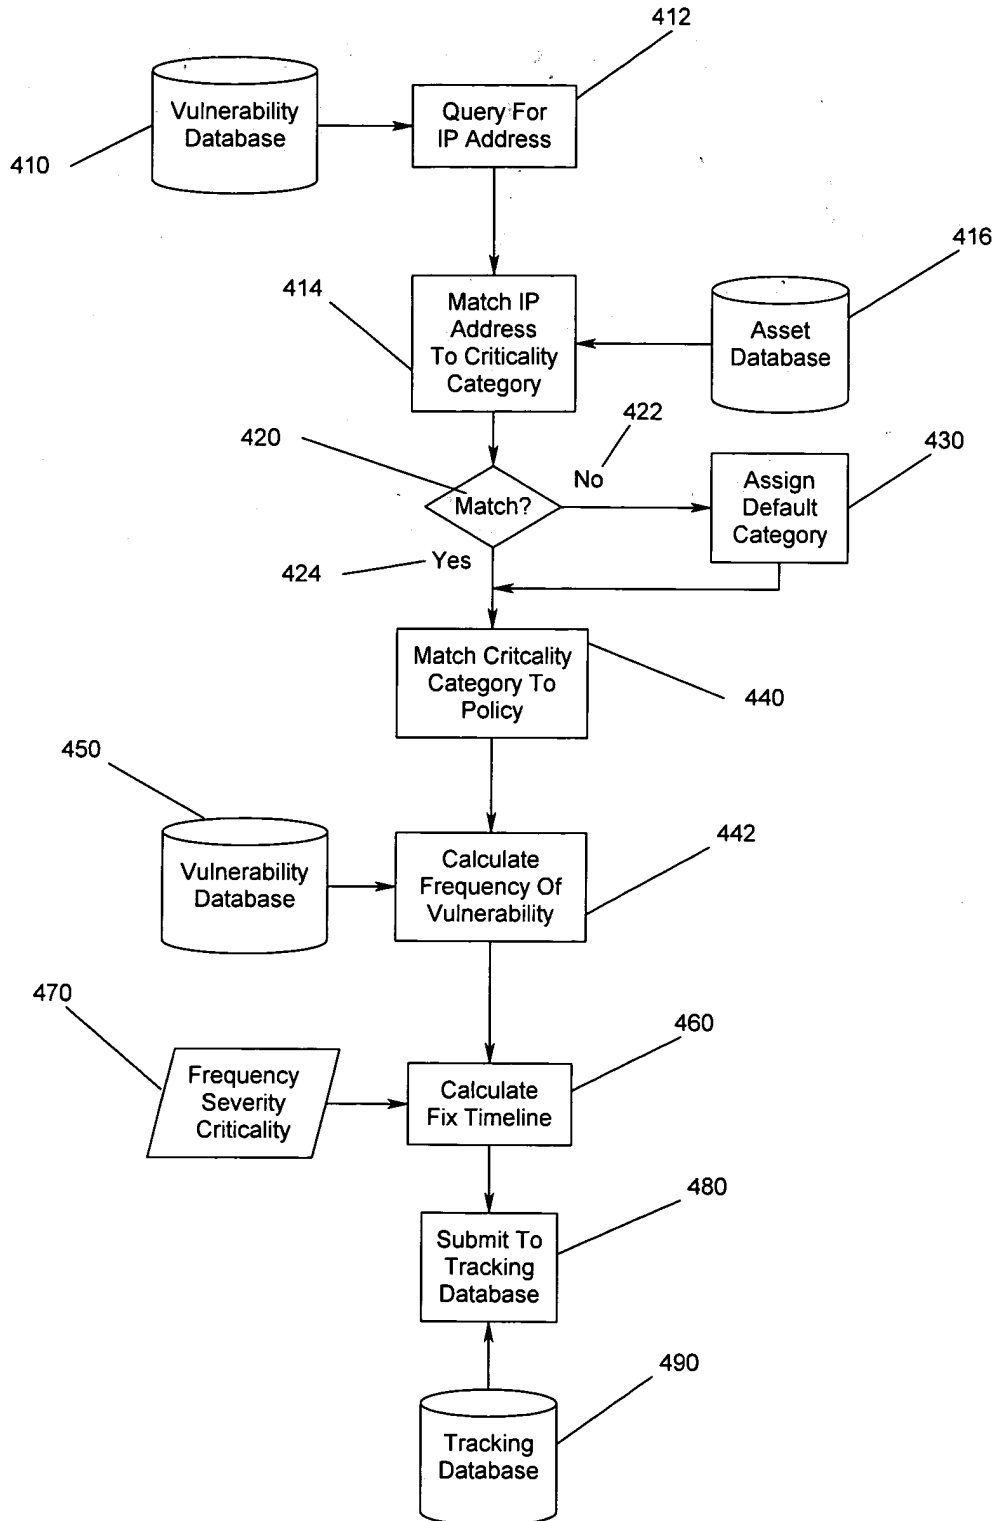 412
Vulnerability
Database
Query For
IP Address
410
416
414
Match IP
Address
To Criticality
Category
Asset
Database
420
422
430
No
Match?
Assign
Default
Category
424
Yes
Match Critcality
Category To
Policy
440
450
442
Vulnerability
Database
Calculate
Frequency Of
Vulnerability
470
460
Frequency
Severity
Criticality
Calculate
Fix Timeline
480
Submit To
Tracking
Database
490
Tracking
Database